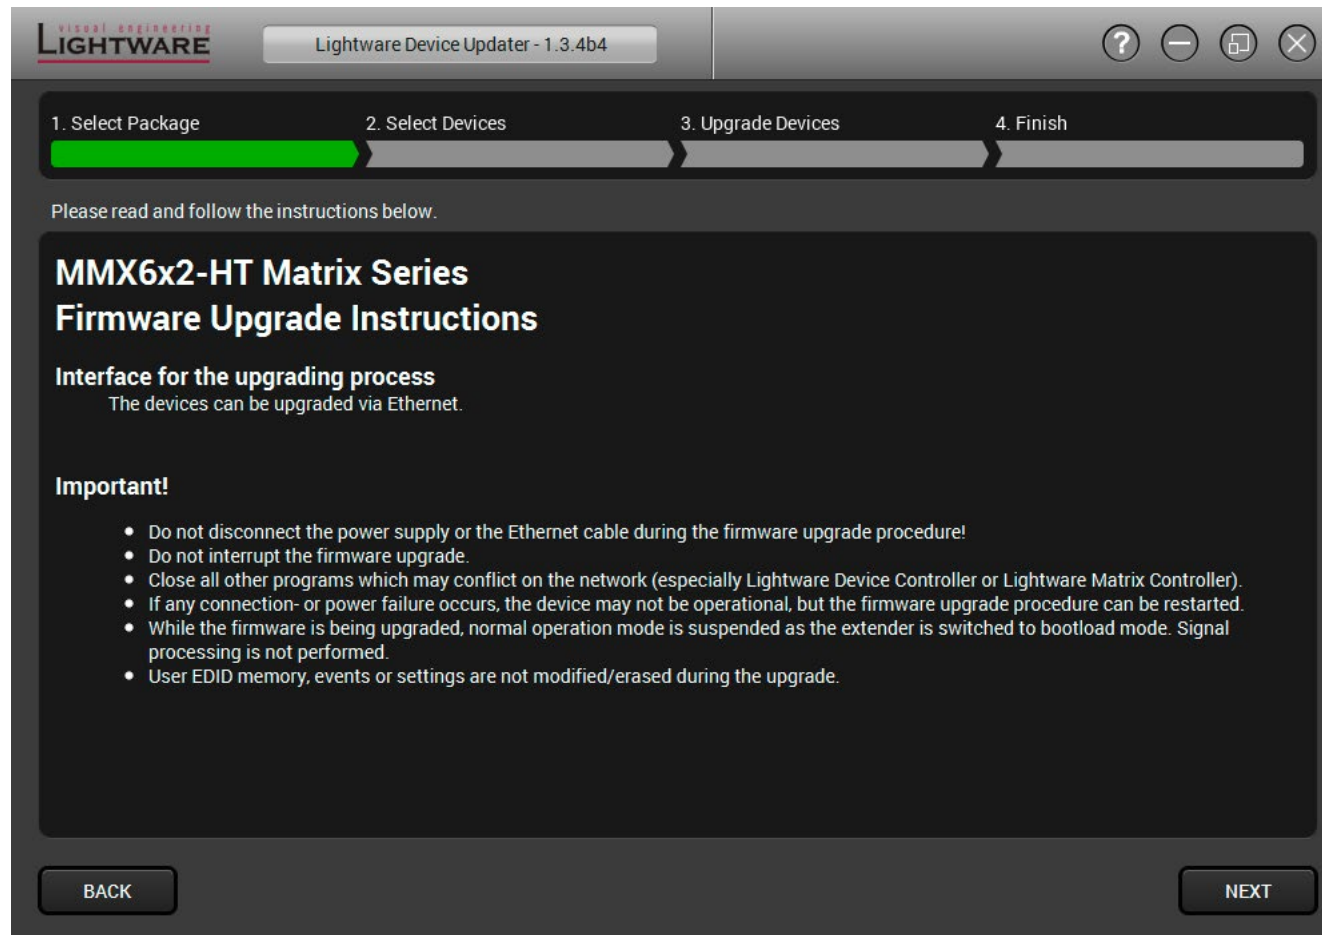 visual engineering
LIGHTWARE
Lightware Device Updater - 1.3.4b4
?
1. Select Package
2. Select Devices
3. Upgrade Devices
4. Finish
Please read and follow the instructions below.
MMX6x2-HT Matrix Series
Firmware Upgrade Instructions
Interface for the upgrading process
The devices can be upgraded via Ethernet.
Important!
• Do not disconnect the power supply or the Ethernet cable during the firmware upgrade procedure!
• Do not interrupt the firmware upgrade.
• Close all other programs which may conflict on the network (especially Lightware Device Controller or Lightware Matrix Controller).
• If any connection- or power failure occurs, the device may not be operational, but the firmware upgrade procedure can be restarted.
• While the firmware is being upgraded, normal operation mode is suspended as the extender is switched to bootload mode. Signal
processing is not performed.
• User EDID memory, events or settings are not modified/erased during the upgrade.
BACK
NEXT